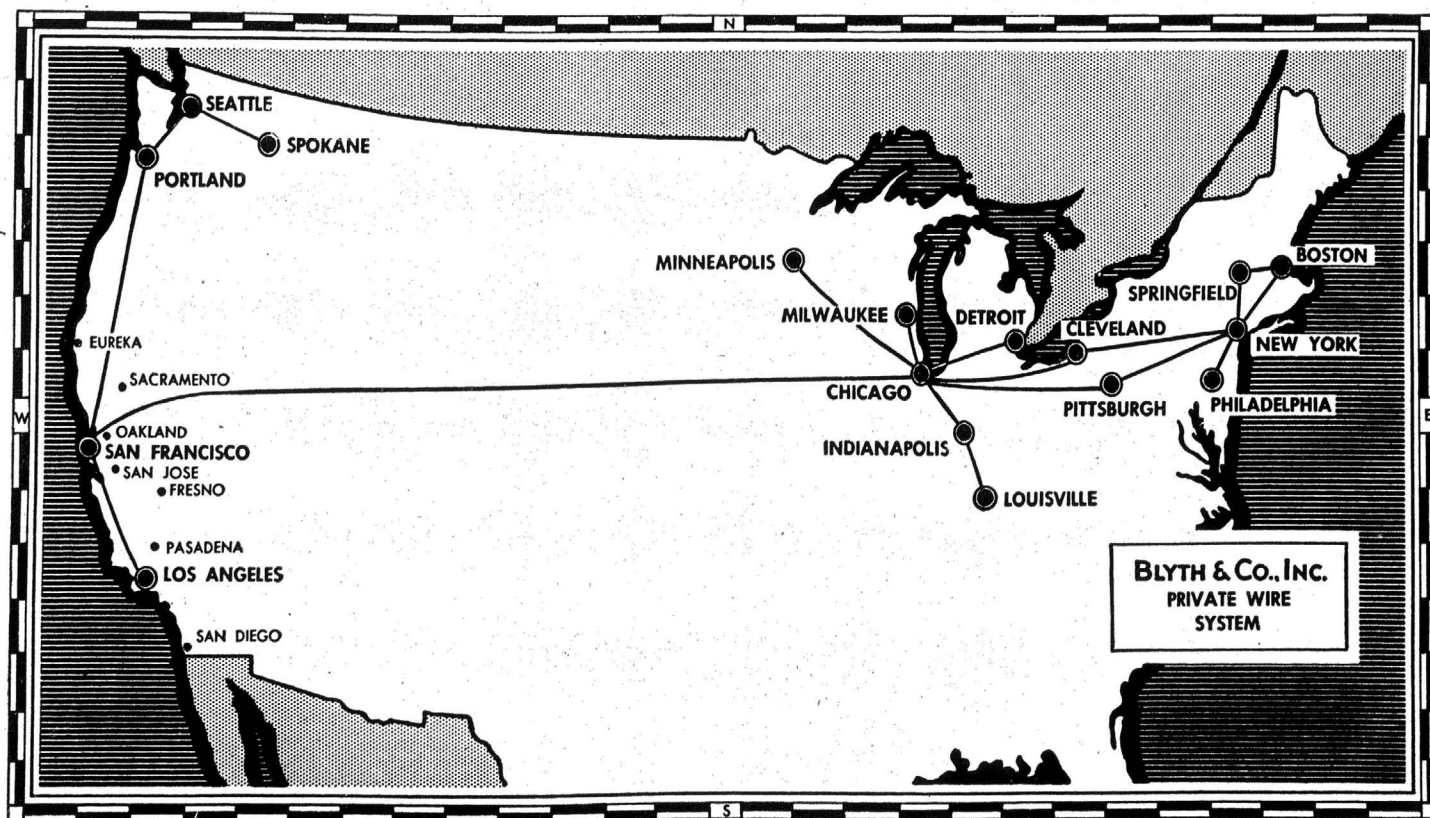 N
SEATTLE
SPOKANE
PORTLAND
MINNEAPOLIS
BOSTON
SPRINGFIELD
MILWAUKEE
DETROIT
CLEVELAND
NEW YORK
EUREKA
SACRAMENTO
CHICAGO
PITTSBURGH
PHILADELPHIA
W
E
OAKLAND
SAN FRANCISCO
INDIANAPOLIS
SAN JOSE
FRESNO
LOUISVILLE
PASADENA
LOS ANGELES
BLYTH & CO., INC.
PRIVATE WIRE
SYSTEM
SAN DIEGO
S